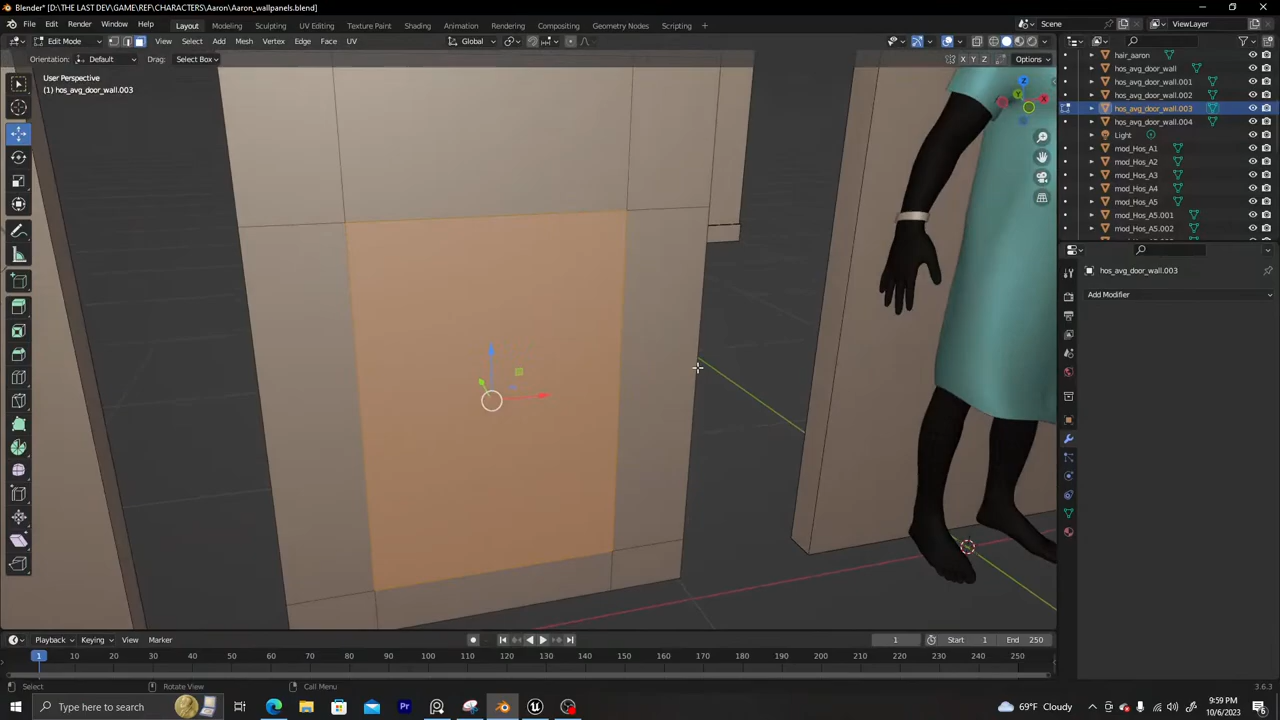 Blender* [D:\THE LAST DEV\GAME\REF\CHARACTERS\Aaron\Aaron_wallpanels.blend]
File Edit Render Window Help Layout Modeling Sculpting UV Editing Texture Paint Shading Animation Rendering Compositing Geometry Nodes Scripting + Scene ViewLayer
Edit Mode View Select Add Mesh Vertex Edge Face UV Global
Orientation: Default Drag: Select Box X Y Z Options
User Perspective
(1) hos_avg_door_wall.003
Z
Y
X
hair_aaron
hos_avg_door_wall
hos_avg_door_wall.001
hos_avg_door_wall.002
hos_avg_door_wall.003
hos_avg_door_wall.004
Light
mod_Hos_A1
mod_Hos_A2
mod_Hos_A3
mod_Hos_A4
mod_Hos_A5
mod_Hos_A5.001
mod_Hos_A5.002
hos_avg_door_wall.003
Add Modifier
Playback Keying View Marker 1 Start 1 End 250
1 10 20 30 40 50 60 70 80 90 100 110 120 130 140 150 160 170 180 190 200 210 220 230 240 250
Select Rotate View Call Menu 3.6.3
Type here to search Pr 69°F Cloudy 9:59 PM
10/6/2023